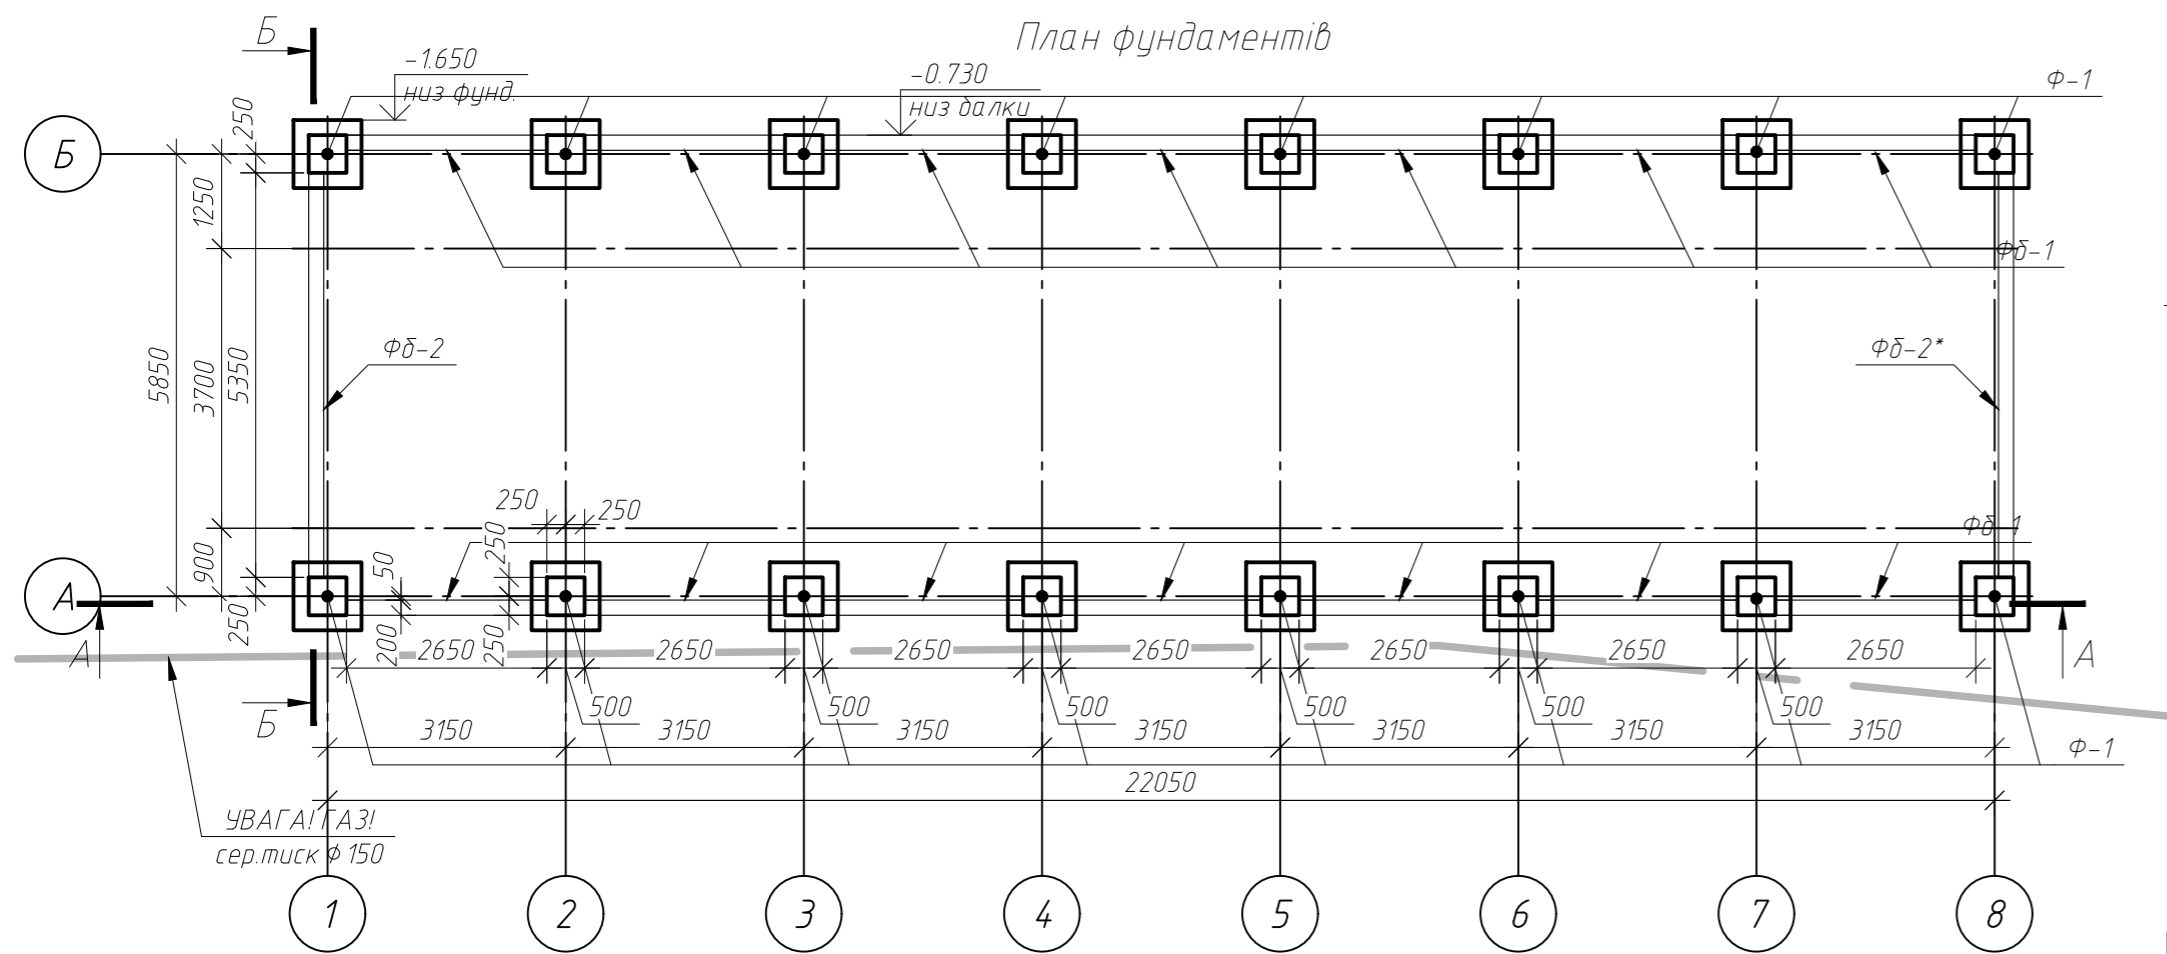 План фундаментів
Б
-1.650
низ фунд.
-0.730
низ далки
Ф-1
Б
250
1250
5850
3700
5350
900
250
Фб-1
Фб-2
Фб-2*
250
250
250
50
Фб-1
А
А
200
250
2650
2650
2650
2650
2650
2650
2650
А
Б
500
500
500
500
500
500
3150
3150
3150
3150
3150
3150
3150
Ф-1
22050
УВАГА! ГАЗ!
сер.тиск ф 150
1
2
3
4
5
6
7
8